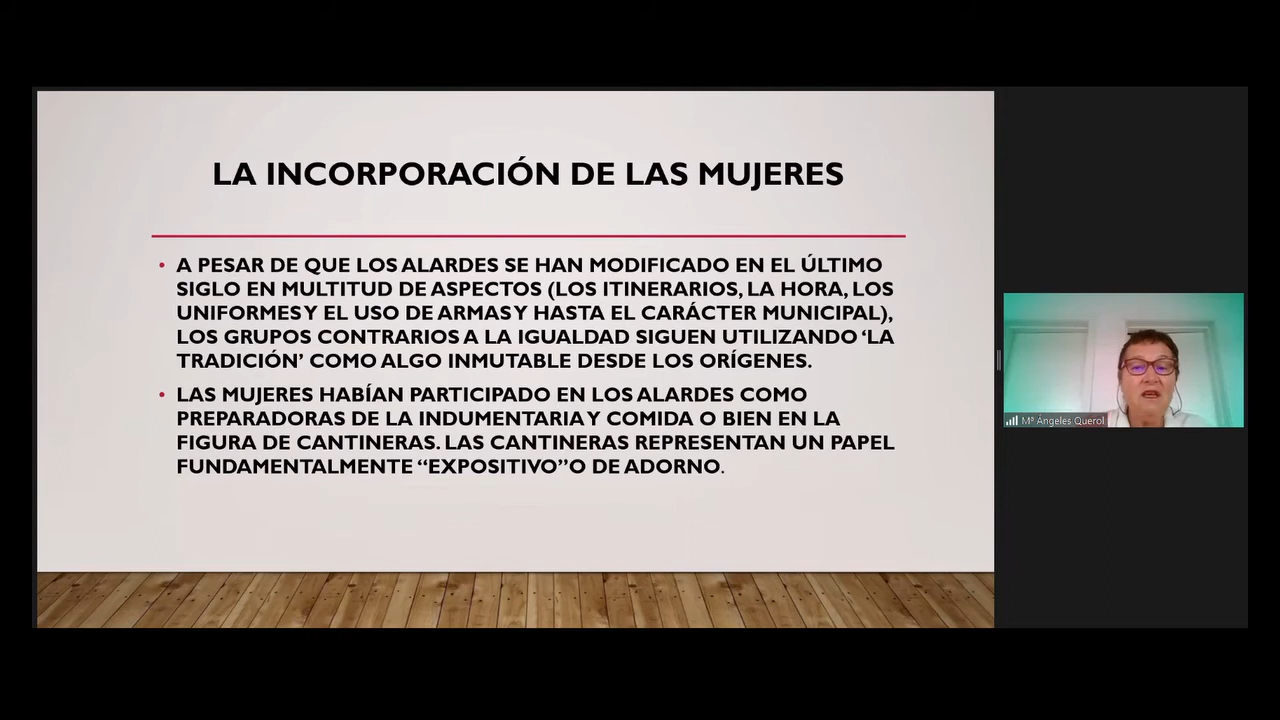 LA INCORPORACIÓN DE LAS MUJERES
• A PESAR DE QUE LOS ALARDES SE HAN MODIFICADO EN EL ÚLTIMO
SIGLO EN MULTITUD DE ASPECTOS (LOS ITINERARIOS, LA HORA, LOS
UNIFORMES Y EL USO DE ARMAS Y HASTA EL CARÁCTER MUNICIPAL),
LOS GRUPOS CONTRARIOS A LA IGUALDAD SIGUEN UTILIZANDO ‘LA
TRADICIÓN’ COMO ALGO INMUTABLE DESDE LOS ORÍGENES.
• LAS MUJERES HABÍAN PARTICIPADO EN LOS ALARDES COMO
PREPARADORAS DE LA INDUMENTARIA Y COMIDA O BIEN EN LA
FIGURA DE CANTINERAS. LAS CANTINERAS REPRESENTAN UN PAPEL
FUNDAMENTALMENTE “EXPOSITIVO”O DE ADORNO.
Mª Ángeles Querol